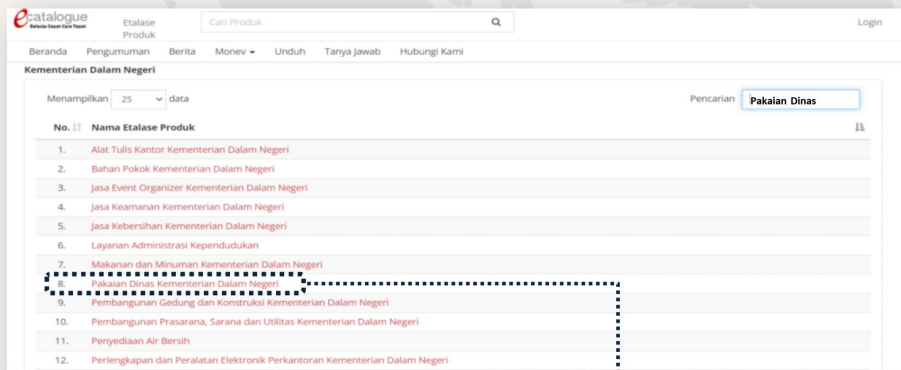 ecatalogue
Belanja Cepat Cara Tepat
Etalase
Produk
Cari Produk
Login
Beranda Pengumuman Berita Monev Unduh Tanya Jawab Hubungi Kami
Kementerian Dalam Negeri
Menampilkan 25 data
Pencarian Pakaian Dinas
No. Nama Etalase Produk
1. Alat Tulis Kantor Kementerian Dalam Negeri
2. Bahan Pokok Kementerian Dalam Negeri
3. Jasa Event Organizer Kementerian Dalam Negeri
4. Jasa Keamanan Kementerian Dalam Negeri
5. Jasa Kebersihan Kementerian Dalam Negeri
6. Layanan Administrasi Kependudukan
7. Makanan dan Minuman Kementerian Dalam Negeri
8. Pakaian Dinas Kementerian Dalam Negeri
9. Pembangunan Gedung dan Konstruksi Kementerian Dalam Negeri
10. Pembangunan Prasarana, Sarana dan Utilitas Kementerian Dalam Negeri
11. Penyediaan Air Bersih
12. Perlengkapan dan Peralatan Elektronik Perkantoran Kementerian Dalam Negeri